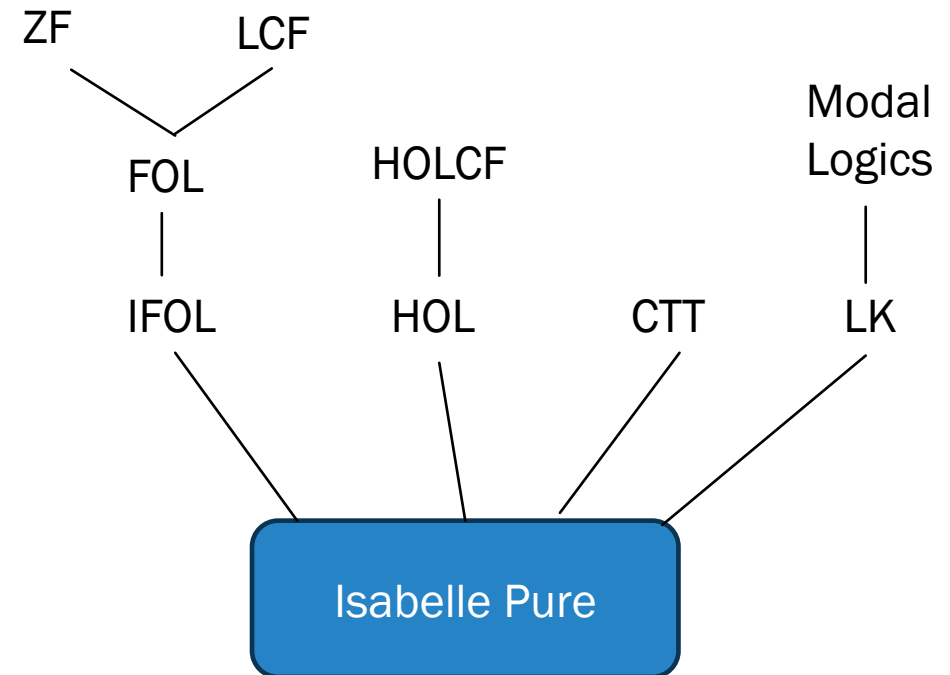 ZF
LCF
Modal
Logics
FOL
HOLCF
IFOL
HOL
CTT
LK
Isabelle Pure